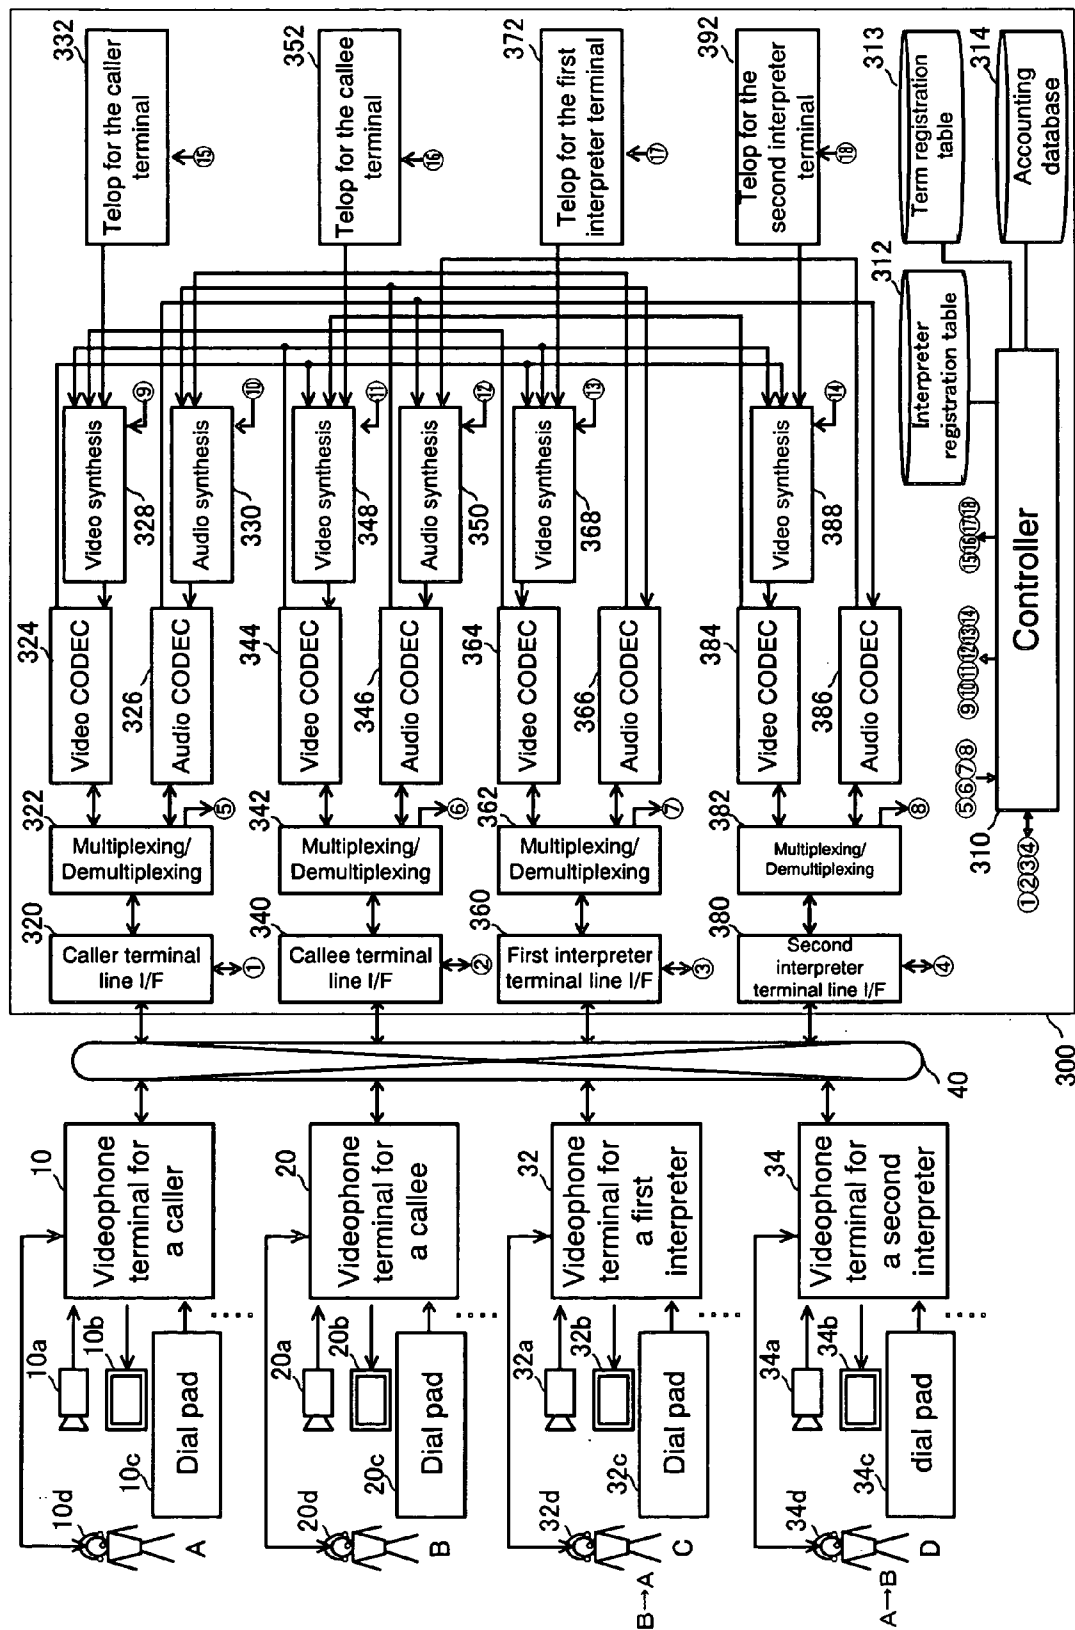 A
10d
10a
10b
10c
Dial pad
10
Videophone
terminal for
a caller
B
20d
20a
20b
20c
Dial pad
20
Videophone
terminal for
a callee
B→A
C
32d
32a
32b
32c
Dial pad
32
Videophone
terminal for
a first
interpreter
A→B
D
34d
34a
34b
34c
dial pad
34
Videophone
terminal for
a second
interpreter
40
300
320
Caller terminal
line I/F
①
322
Multiplexing/
Demultiplexing
⑤
324
Video CODEC
326
Audio CODEC
Video synthesis
⑨
328
Audio synthesis
⑩
330
332
Telop for the caller
terminal
⑮
340
Callee terminal
line I/F
②
342
Multiplexing/
Demultiplexing
⑥
344
Video CODEC
346
Audio CODEC
Video synthesis
⑪
348
Audio synthesis
⑫
350
352
Telop for the callee
terminal
⑯
360
First interpreter
terminal line I/F
③
362
Multiplexing/
Demultiplexing
⑦
364
Video CODEC
366
Audio CODEC
Video synthesis
⑬
368
372
Telop for the first
interpreter terminal
⑰
380
Second
interpreter
terminal line I/F
④
382
Multiplexing/
Demultiplexing
⑧
384
Video CODEC
386
Audio CODEC
Video synthesis
⑭
388
392
Telop for the
second interpreter
terminal
⑱
①②③④
310
⑤⑥⑦⑧
⑨⑩⑪⑫⑬⑭
⑮⑯⑰⑱
Controller
312
Interpreter
registration table
313
Term registration
table
314
Accounting
database